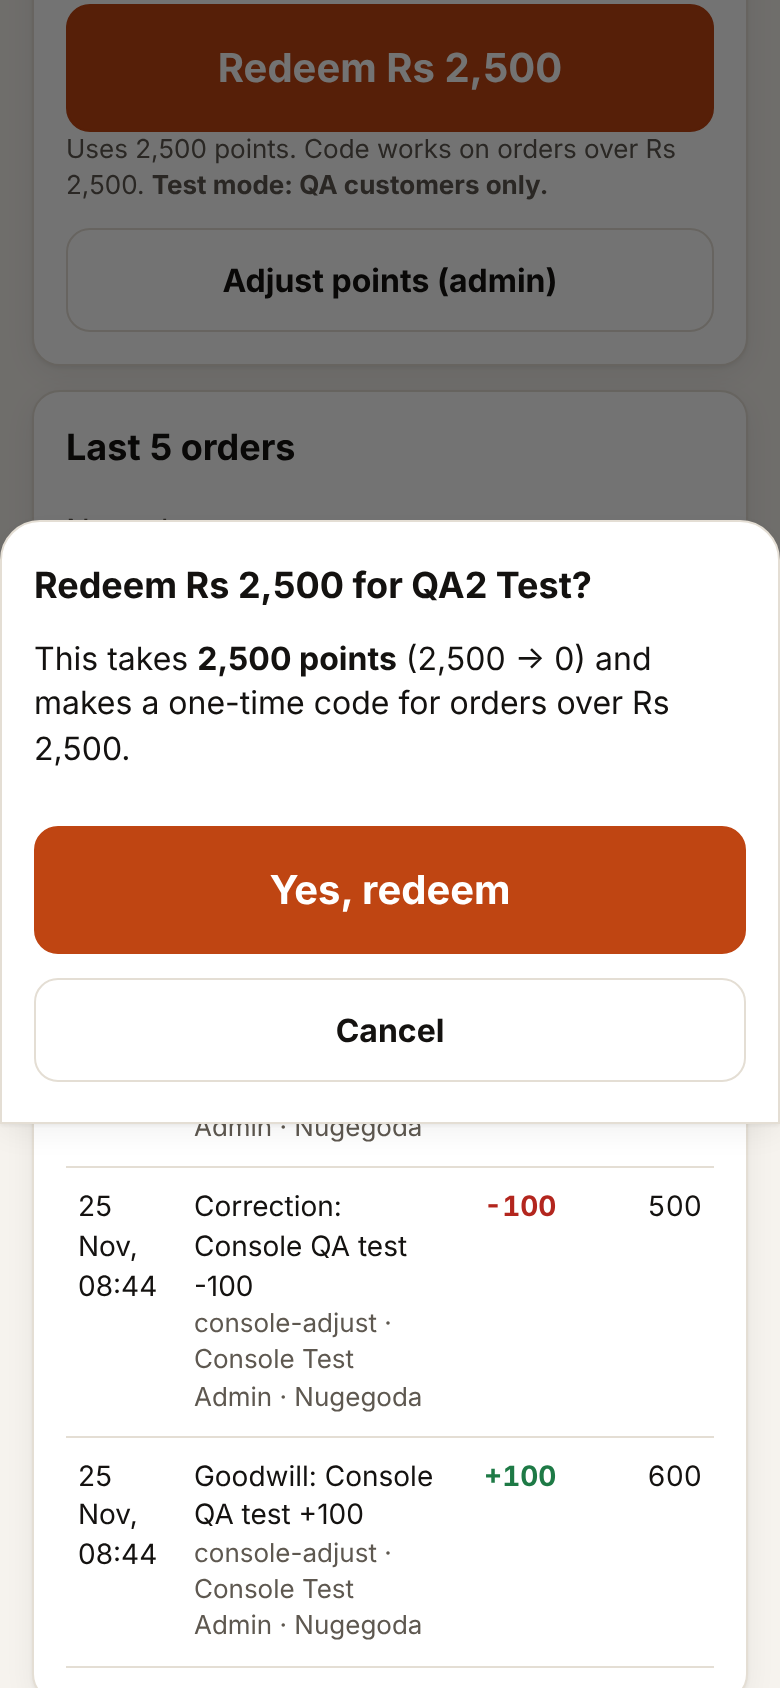 Redeem Rs 2,500
Uses 2,500 points. Code works on orders over Rs
2,500. Test mode: QA customers only.
Adjust points (admin)
Last 5 orders
Redeem Rs 2,500 for QA2 Test?
This takes 2,500 points (2,500 → 0) and
makes a one-time code for orders over Rs
2,500.
Yes, redeem
Cancel
Admin · Nugegoda
25 Nov, 08:44
Correction:
Console QA test
-100
console-adjust ·
Console Test
Admin · Nugegoda
-100
500
25 Nov, 08:44
Goodwill: Console
QA test +100
console-adjust ·
Console Test
Admin · Nugegoda
+100
600